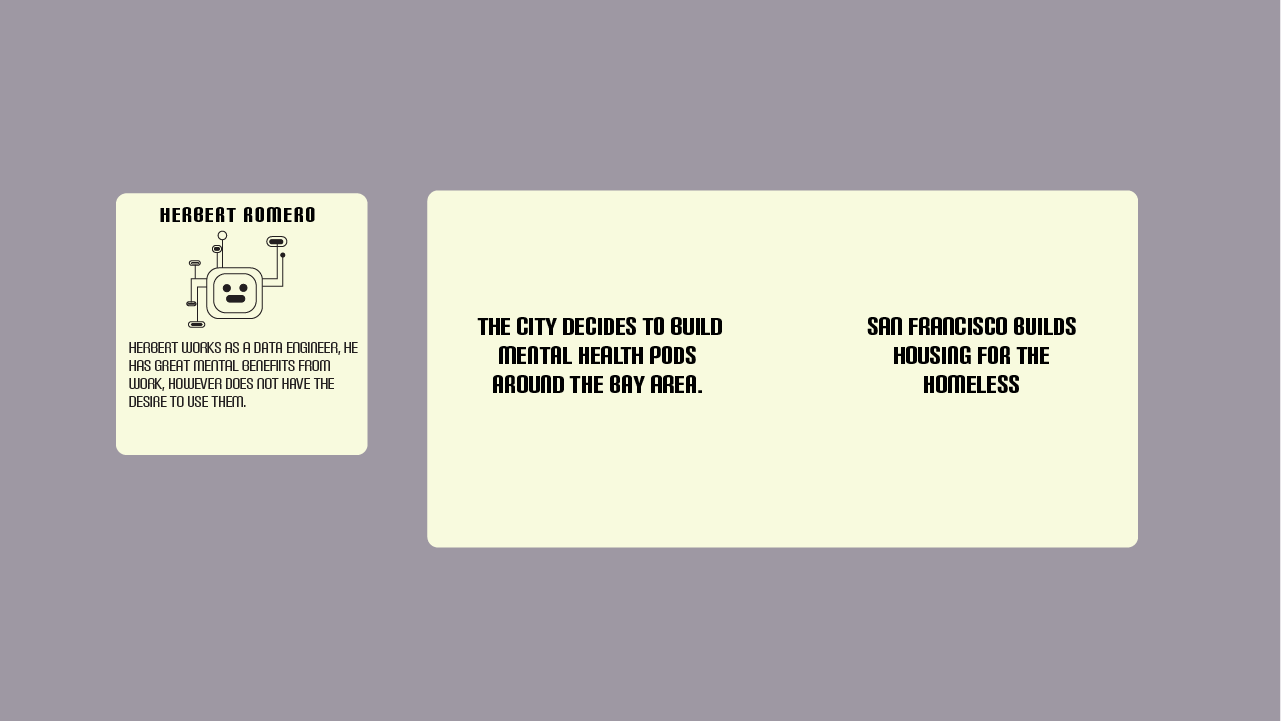 HERBERT ROMERO
HERBERT WORKS AS A DATA ENGINEER, HE
HAS GREAT MENTAL BENEFIITS FROM
WORK, HOWEVER DOES NOT HAVE THE
DESIRE TO USE THEM.
THE CITY DECIDES TO BUILD
MENTAL HEALTH PODS
AROUND THE BAY AREA.
SAN FRANCISCO BUILDS
HOUSING FOR THE
HOMELESS